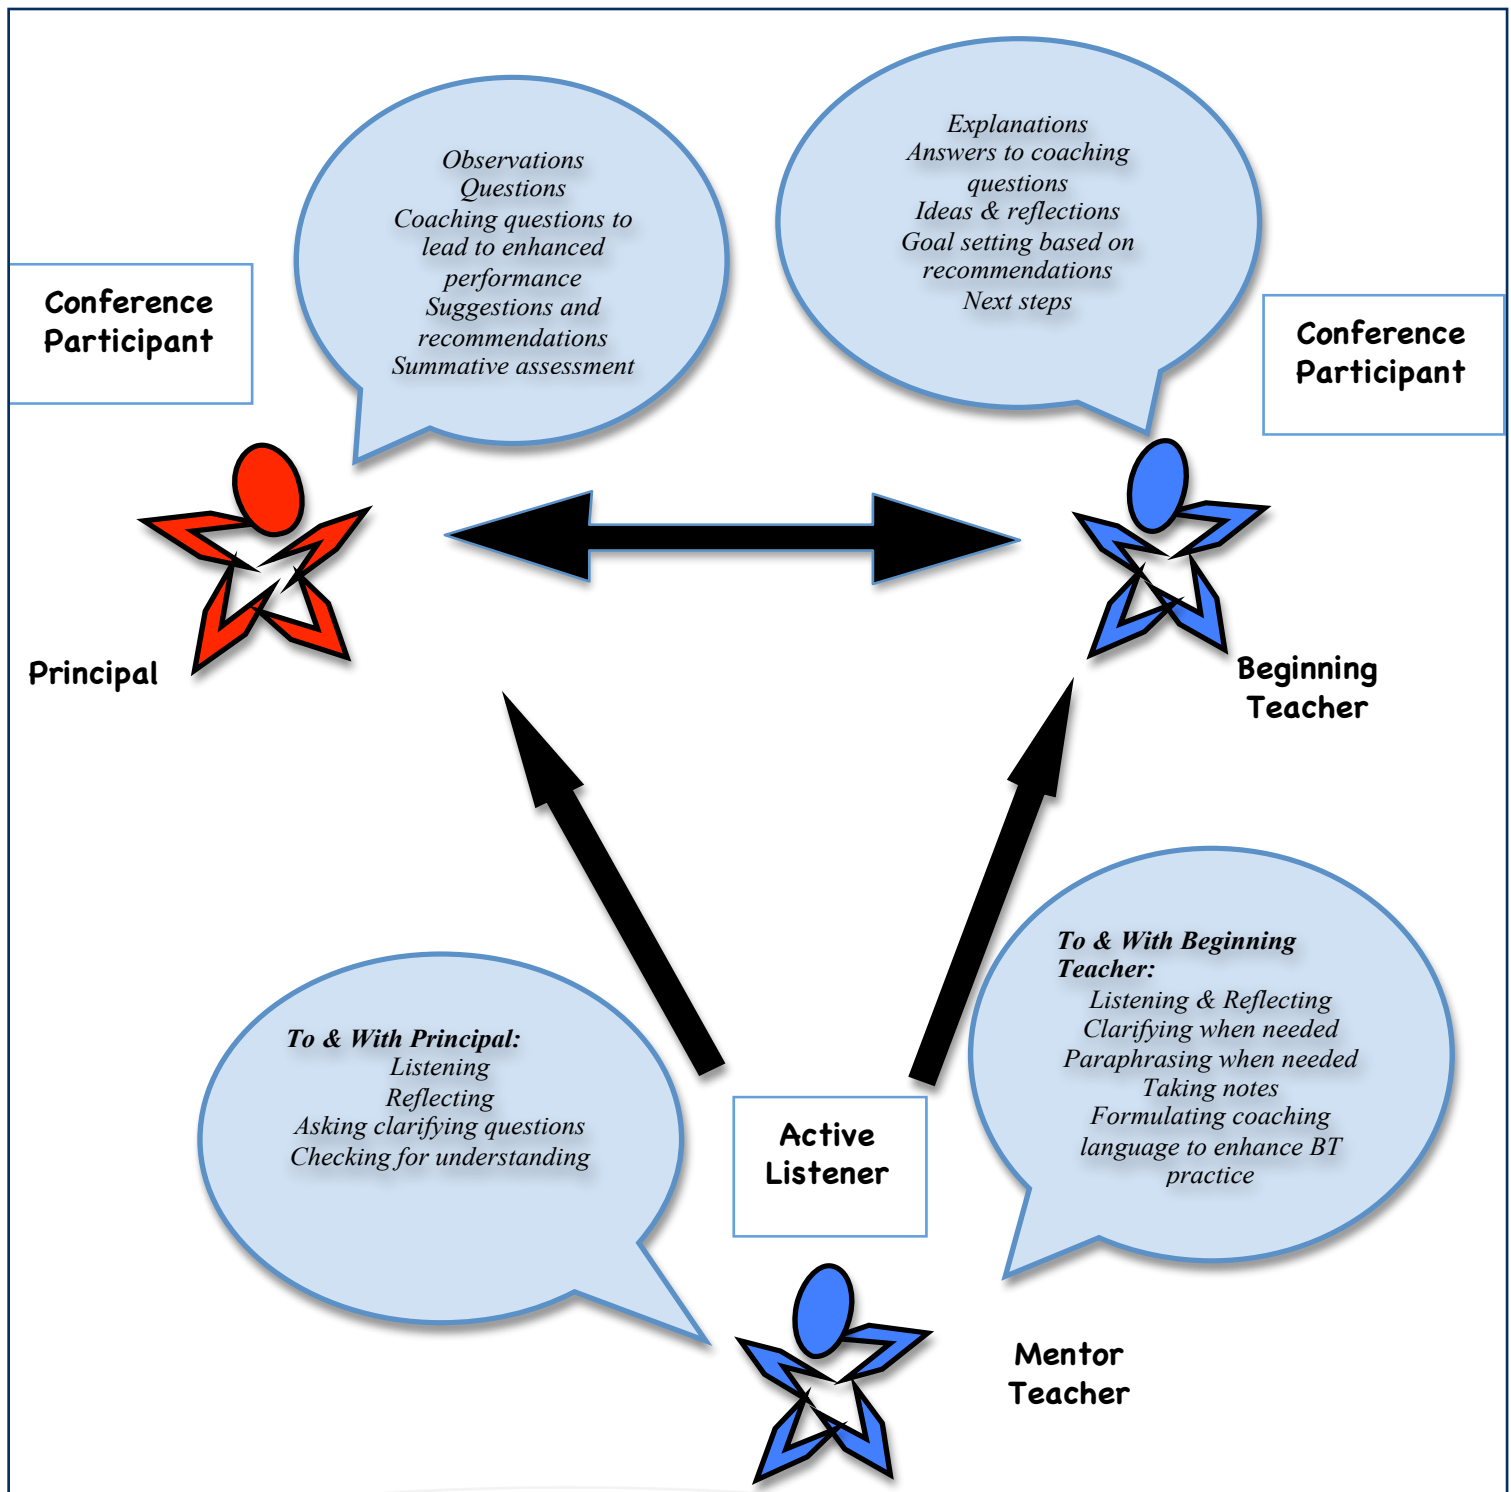 Observations
Questions
Coaching questions to
lead to enhanced
performance
Suggestions and
recommendations
Summative assessment
Explanations
Answers to coaching
questions
Ideas & reflections
Goal setting based on
recommendations
Next steps
Conference
Participant
Conference
Participant
Principal
Beginning
Teacher
To & With Principal:
Listening
Reflecting
Asking clarifying questions
Checking for understanding
To & With Beginning
Teacher:
Listening & Reflecting
Clarifying when needed
Paraphrasing when needed
Taking notes
Formulating coaching
language to enhance BT
practice
Active
Listener
Mentor
Teacher